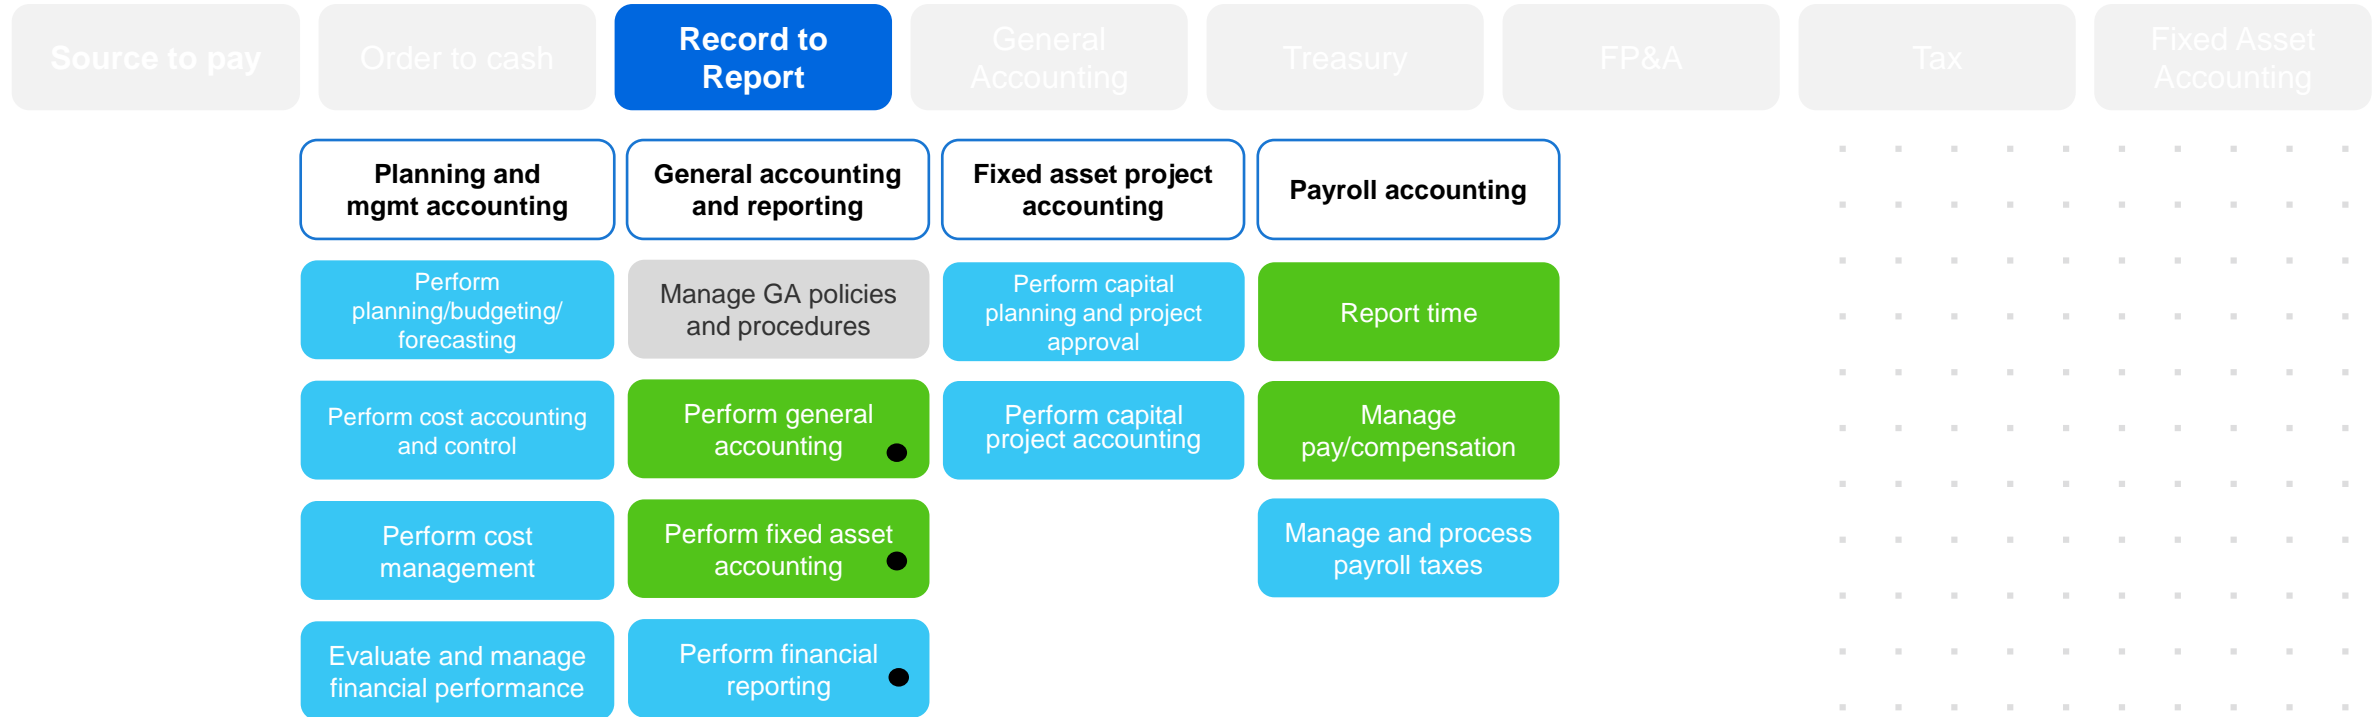 Source to pay
Order to cash
Record to
Report
General
Accounting
Treasury
FP&A
Tax
Fixed Asset
Accounting
Planning and
mgmt accounting
General accounting
and reporting
Fixed asset project
accounting
Payroll accounting
Perform
planning/budgeting/
forecasting
Manage GA policies
and procedures
Perform capital
planning and project
approval
Report time
Perform cost accounting
and control
Perform general
accounting
Perform capital
project accounting
Manage
pay/compensation
Perform cost
management
Perform fixed asset
accounting
Manage and process
payroll taxes
Evaluate and manage
financial performance
Perform financial
reporting